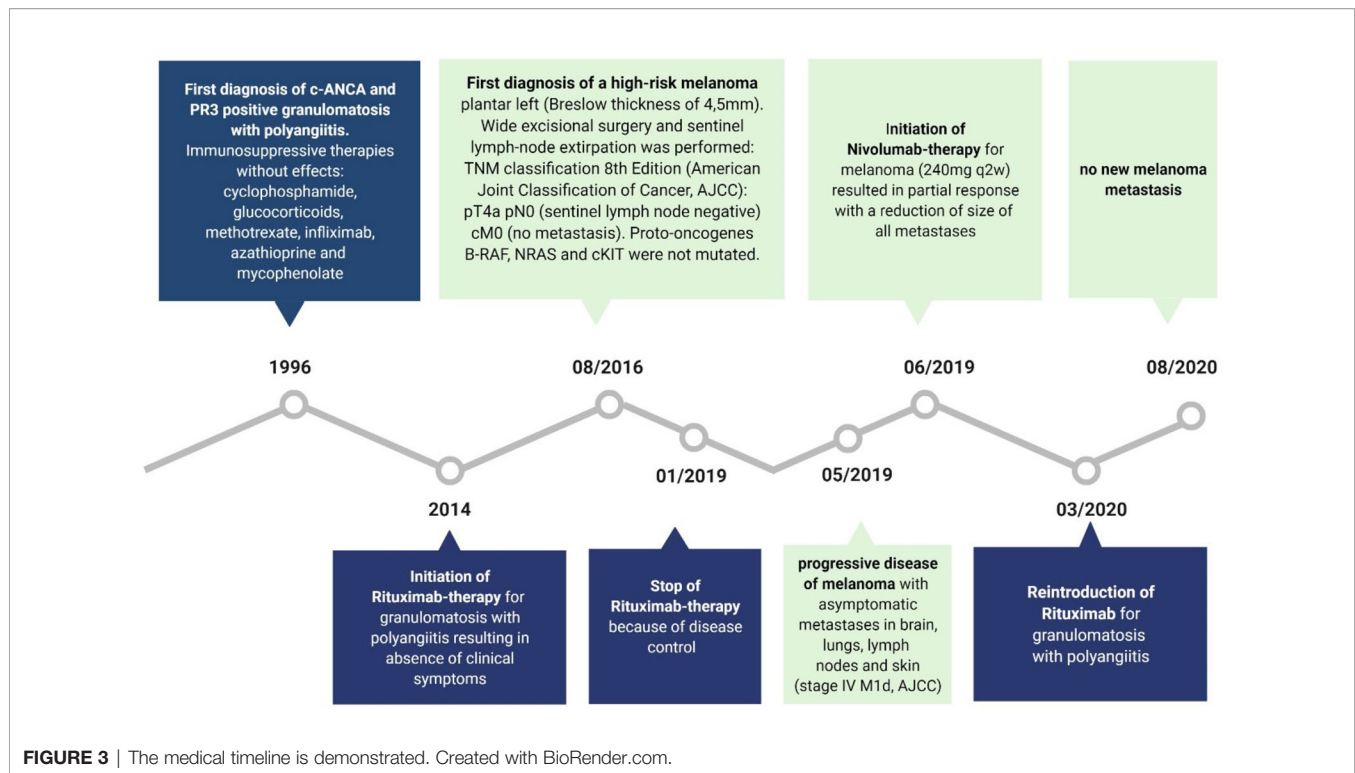 First diagnosis of c-ANCA and
PR3 positive granulomatosis
with polyangiitis.
Immunosuppressive therapies
without effects:
cyclophosphamide,
glucocorticoids,
methotrexate, infliximab,
azathioprine and
mycophenolate
First diagnosis of a high-risk melanoma
plantar left (Breslow thickness of 4,5mm).
Wide excisional surgery and sentinel
lymph-node extirpation was performed:
TNM classification 8th Edition (American
Joint Classification of Cancer, AJCC):
pT4a pN0 (sentinel lymph node negative)
cM0 (no metastasis). Proto-oncogenes
B-RAF, NRAS and cKIT were not mutated.
Initiation of
Nivolumab-therapy for
melanoma (240mg q2w)
resulted in partial response
with a reduction of size of
all metastases
no new melanoma
metastasis
1996
08/2016
06/2019
08/2020
2014
01/2019
05/2019
03/2020
Initiation of
Rituximab-therapy for
granulomatosis with
polyangiitis resulting in
absence of clinical
symptoms
Stop of
Rituximab-therapy
because of disease
control
progressive disease
of melanoma with
asymptomatic
metastases in brain,
lungs, lymph
nodes and skin
(stage IV M1d, AJCC)
Reintroduction of
Rituximab for
granulomatosis
with polyangiitis
FIGURE 3 | The medical timeline is demonstrated. Created with BioRender.com.